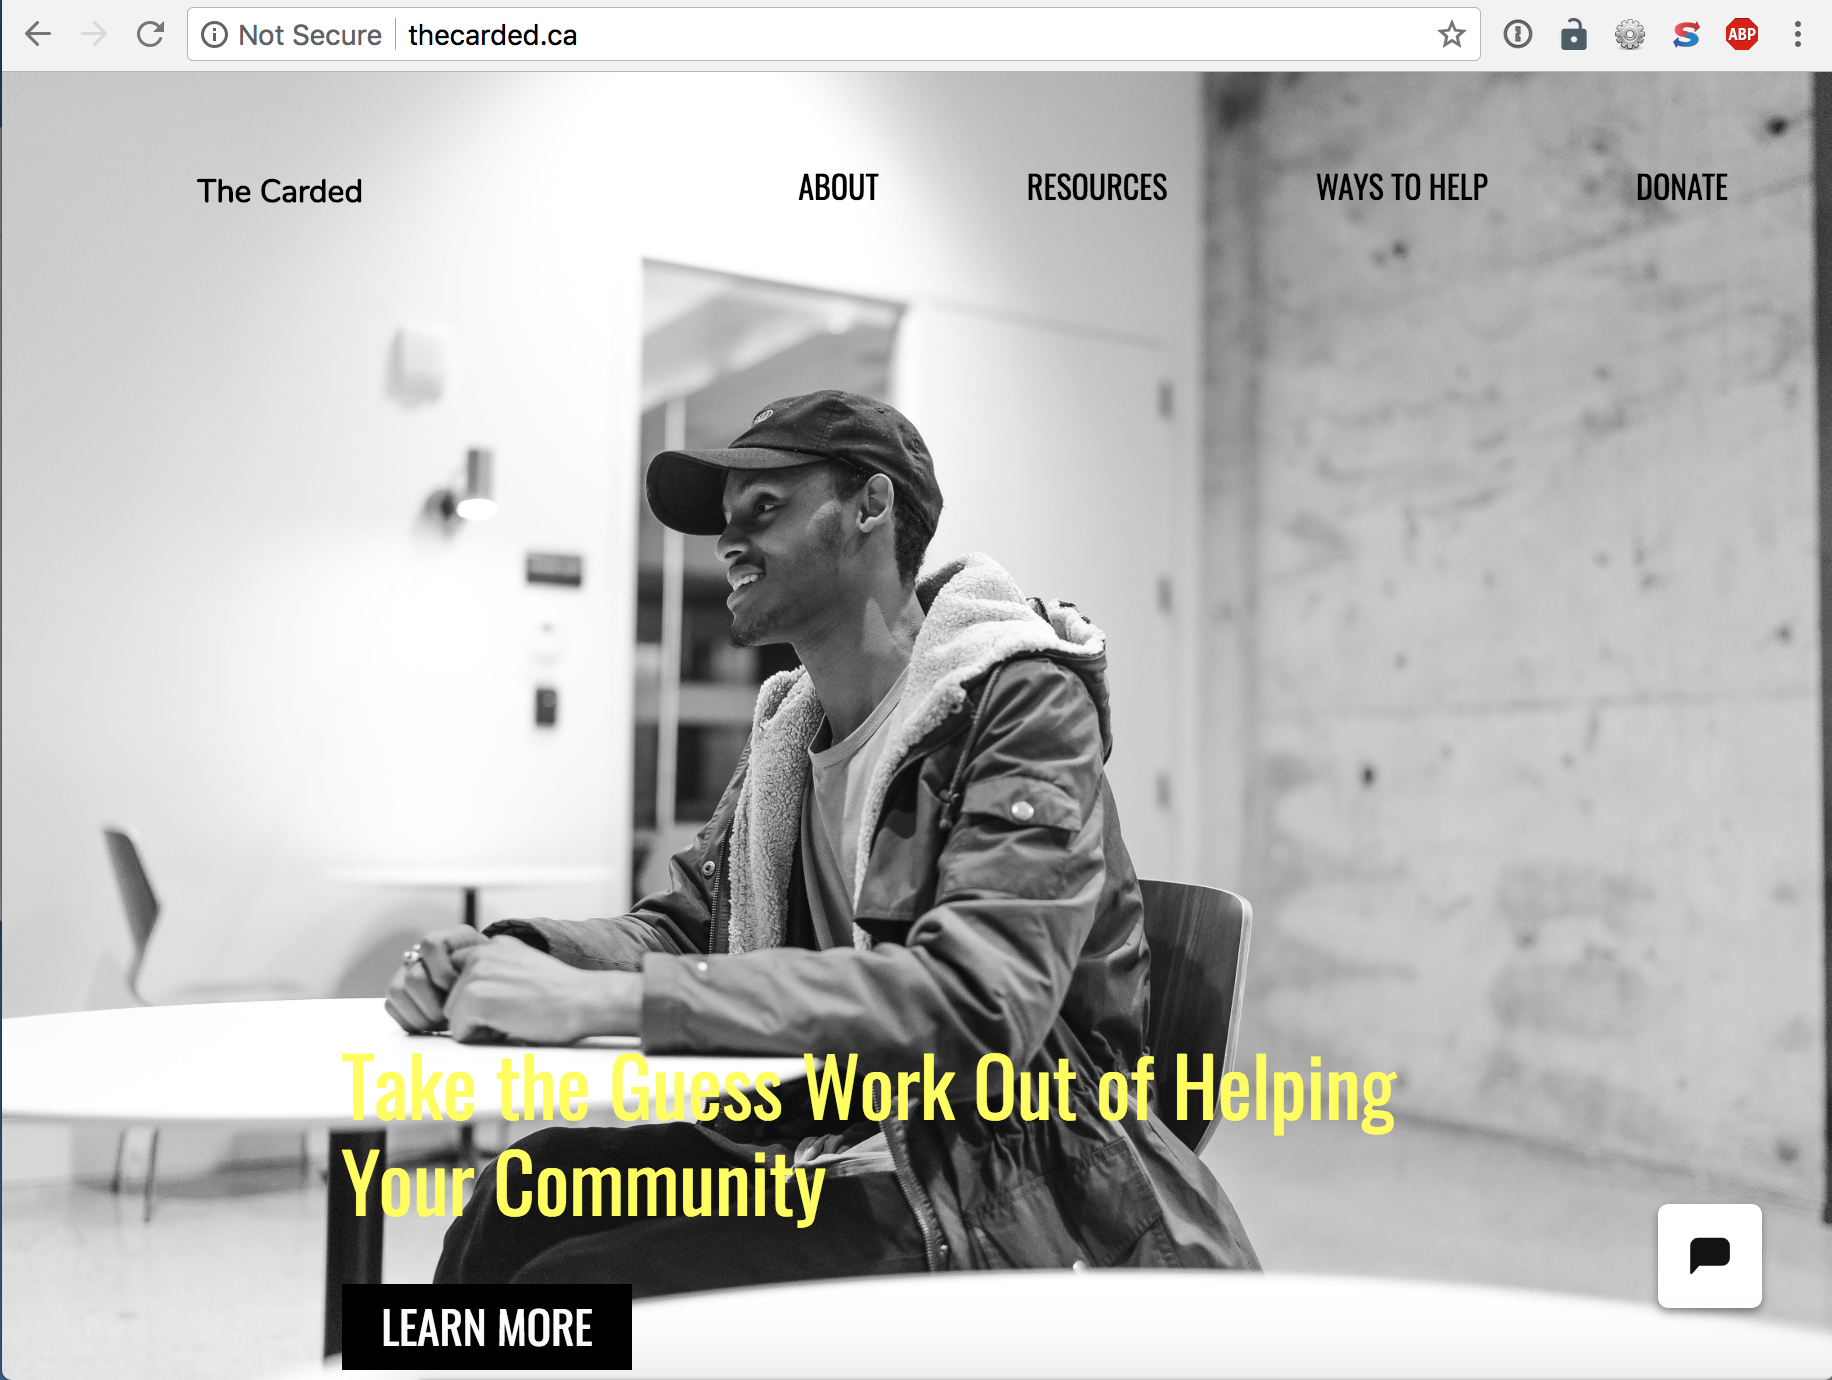 Not Secure thecarded.ca
ABP
The Carded
ABOUT RESOURCES WAYS TO HELP DONATE
Take the Guess Work Out of Helping
Your Community
LEARN MORE